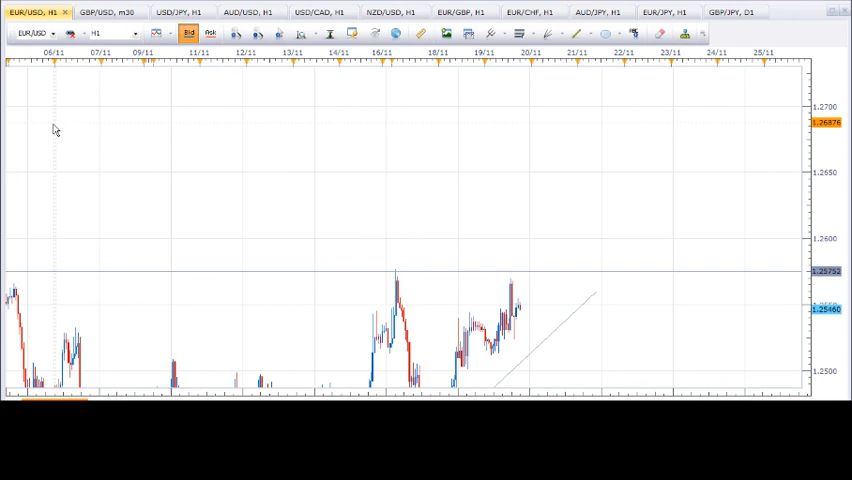 EUR/USD, H1 GBP/USD, m30 USD/JPY, H1 AUD/USD, H1 USD/CAD, H1 NZD/USD, H1 EUR/GBP, H1 EUR/CHF, H1 AUD/JPY, H1 EUR/JPY, H1 GBP/JPY, D1
EUR/USD H1 Bid Ask
06/11 07/11 09/11 11/11 12/11 13/11 14/11 16/11 18/11 19/11 20/11 21/11 22/11 23/11 24/11 25/11
1.2700
1.26876
1.2650
1.2600
1.25752
1.25460
1.2500